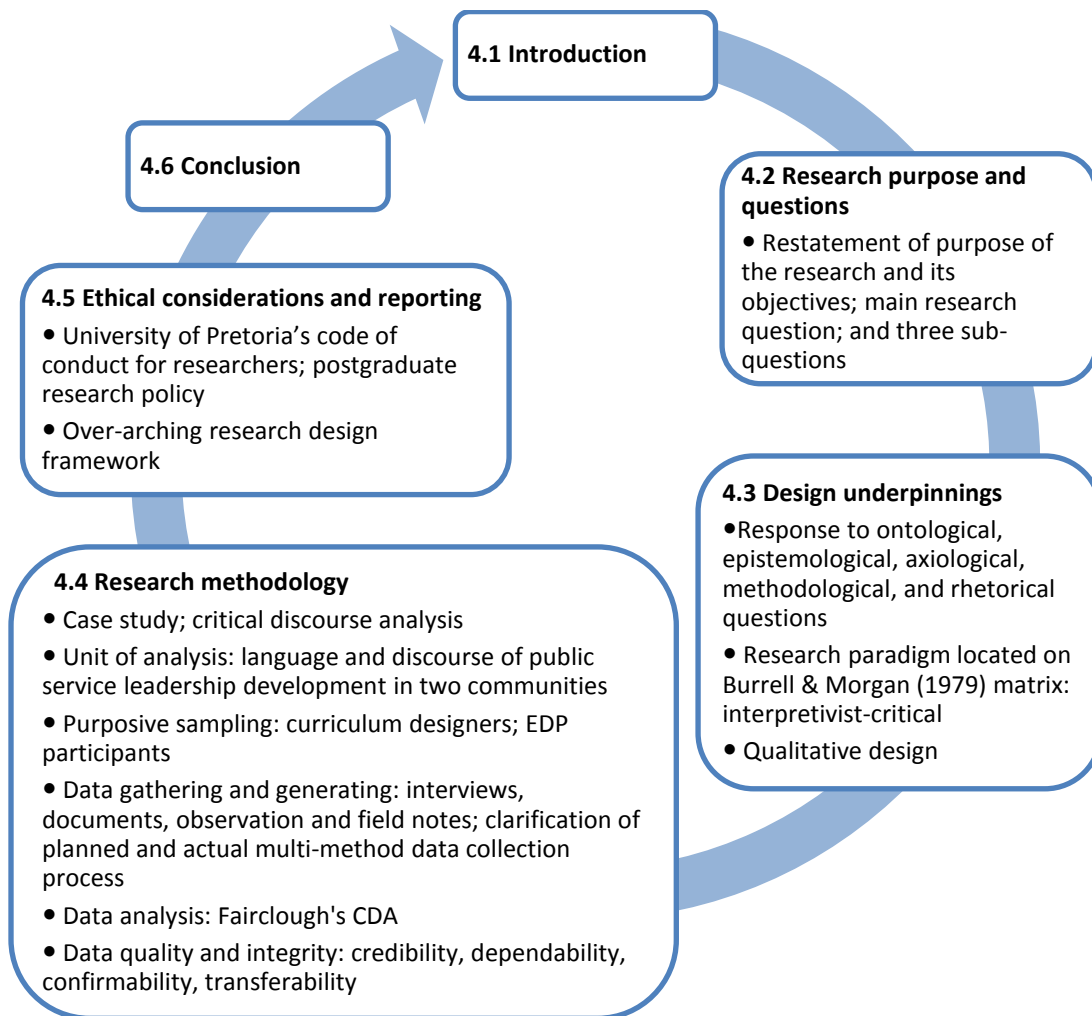 4.1 Introduction
4.2 Research purpose and
questions
● Restatement of purpose of
the research and its
objectives; main research
question; and three sub-
questions
4.3 Design underpinnings
●Response to ontological,
epistemological, axiological,
methodological, and rhetorical
questions
● Research paradigm located on
Burrell & Morgan (1979) matrix:
interpretivist-critical
● Qualitative design
4.4 Research methodology
● Case study; critical discourse analysis
● Unit of analysis: language and discourse of public
service leadership development in two communities
● Purposive sampling: curriculum designers; EDP
participants
● Data gathering and generating: interviews,
documents, observation and field notes; clarification of
planned and actual multi-method data collection
process
● Data analysis: Fairclough's CDA
● Data quality and integrity: credibility, dependability,
confirmability, transferability
4.5 Ethical considerations and reporting
● University of Pretoria’s code of
conduct for researchers; postgraduate
research policy
● Over-arching research design
framework
4.6 Conclusion